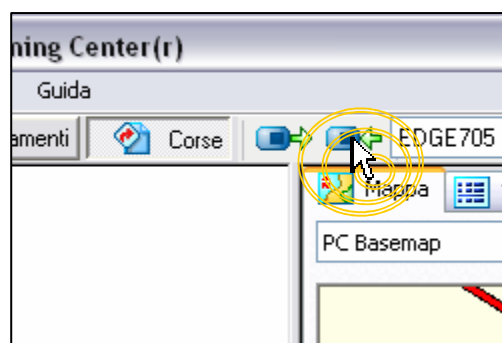 ning Center(r)
Guida
amenti Corse EDGE705
Mappa
PC Basemap